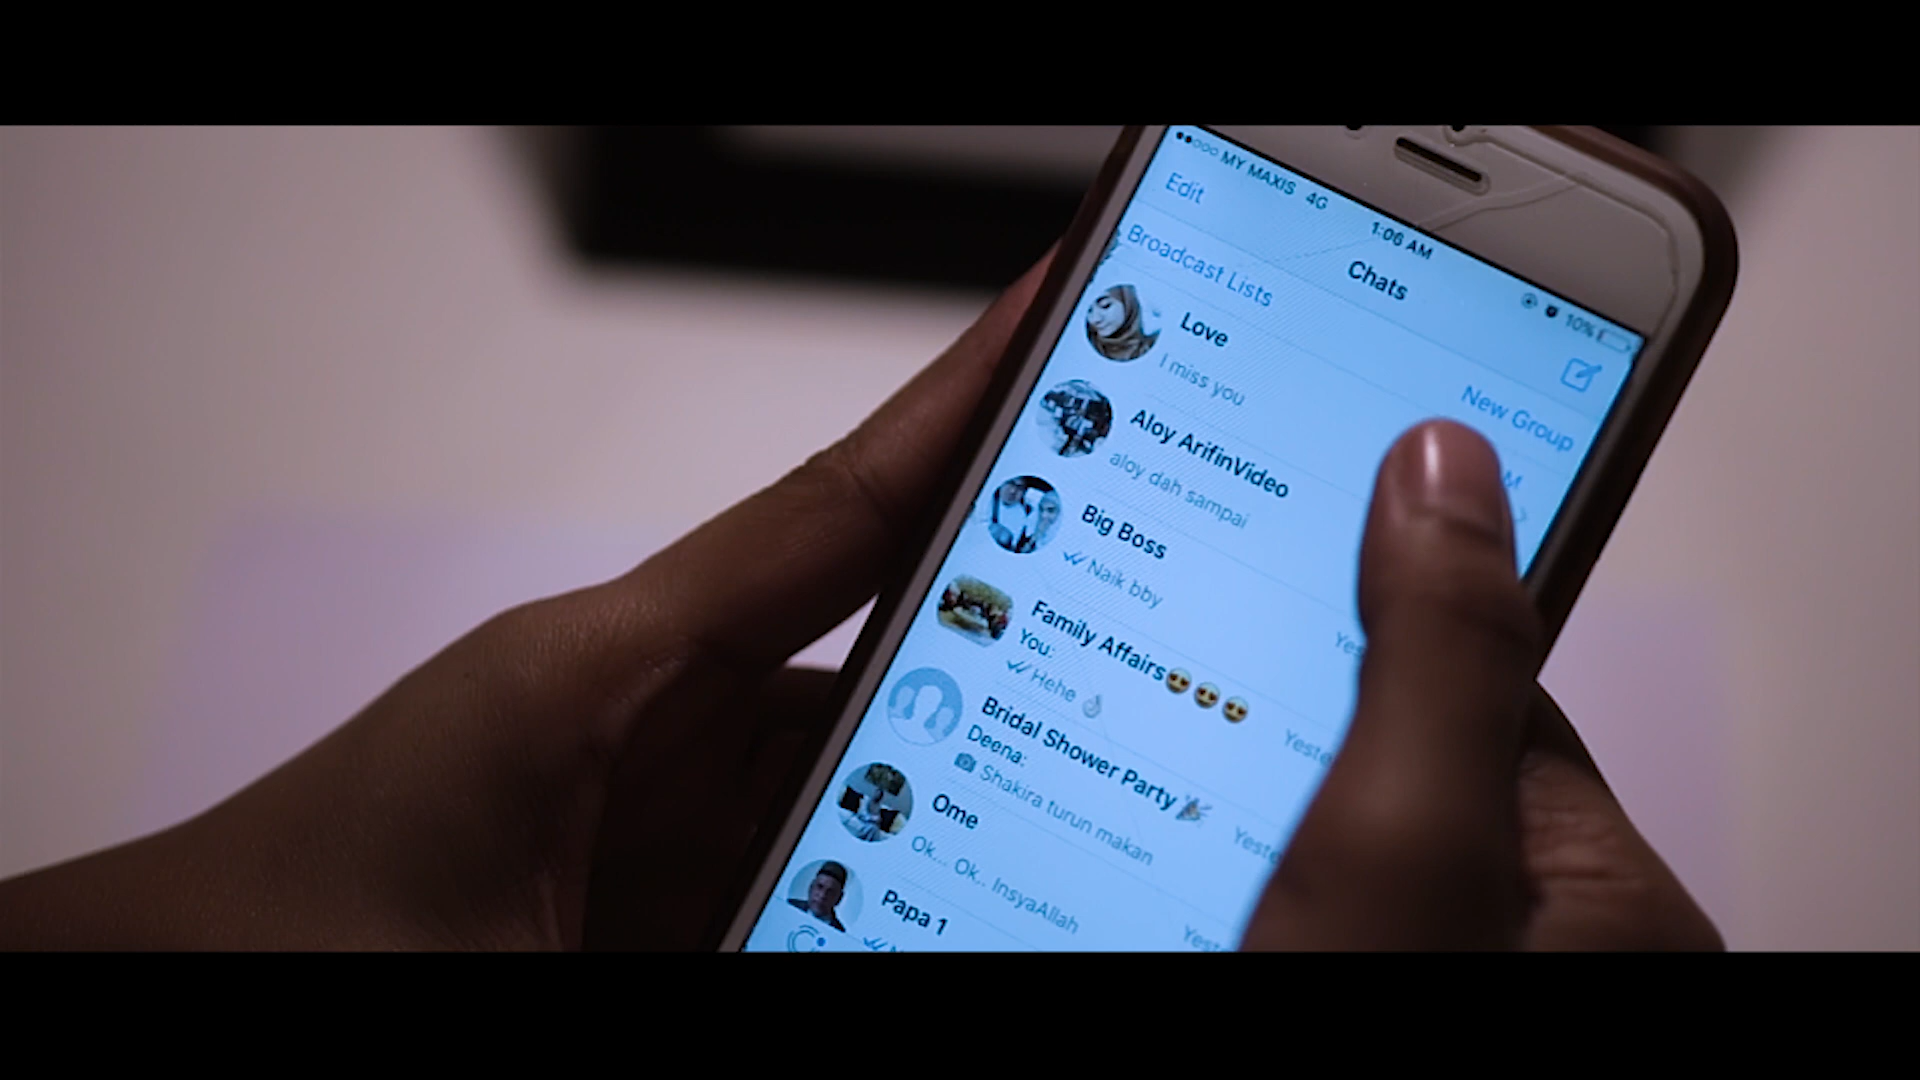 MY MAXIS 4G
1:06 AM
10%
Edit
Chats
Broadcast Lists
New Group
Love
I miss you
Aloy ArifinVideo
aloy dah sampai
Big Boss
Naik bby
Family Affairs😍😍😍
You:
Hehe 👌
Bridal Shower Party 🎉
Deena:
Shakira turun makan
Ome
Ok... Ok.. InsyaAllah
Papa 1